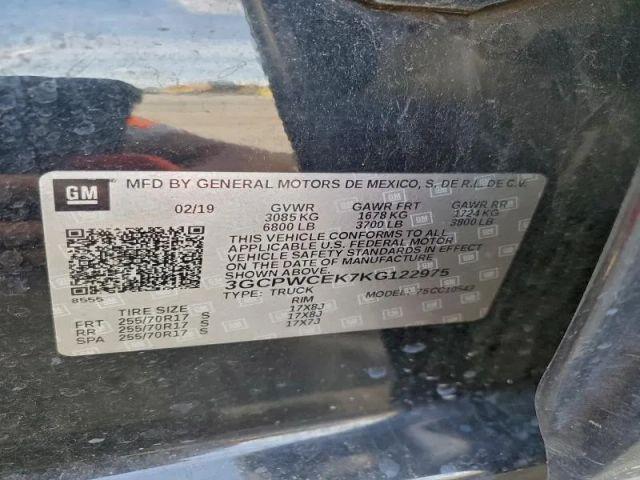 GM MFD BY GENERAL MOTORS DE MEXICO, S. DE R.L. DE C.V.
02/19 GVWR GAWR FRT GAWR RR
3085 KG 1678 KG 1724 KG
6800 LB 3700 LB 3800 LB
THIS VEHICLE CONFORMS TO ALL
APPLICABLE U.S. FEDERAL MOTOR
VEHICLE SAFETY STANDARDS IN EFFECT
ON THE DATE OF MANUFACTURE
SHOWN ABOVE.
3GCPWCEK7KG122975
8555 TYPE: TRUCK MODEL: 75CC10543
TIRE SIZE RIM
FRT 255/70R17 S 17X8J
RR 255/70R17 S 17X8J
SPA 255/70R17 S 17X7J